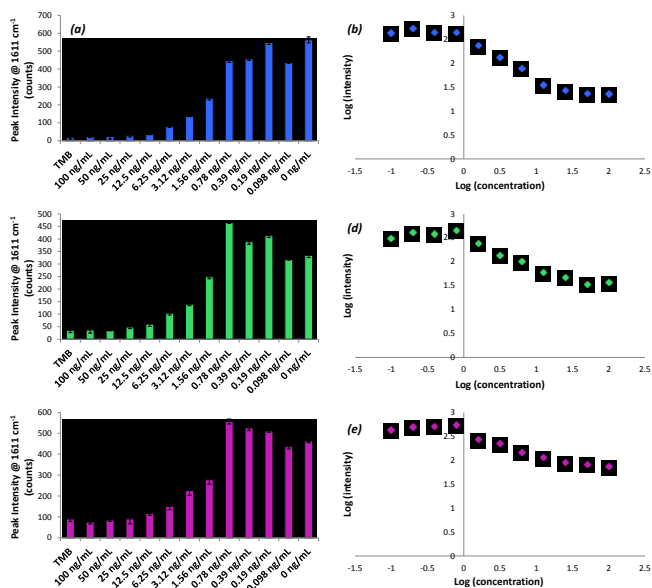 (a)
Peak Intensity @ 1611 cm⁻¹
(counts)
700
600
500
400
300
200
100
0
TMB
100 ng/mL
50 ng/mL
25 ng/mL
12.5 ng/mL
6.25 ng/mL
3.12 ng/mL
1.56 ng/mL
0.78 ng/mL
0.39 ng/mL
0.19 ng/mL
0.098 ng/mL
0 ng/mL
(b)
Log (intensity)
3
2.5
2
1.5
1
0.5
0
-1.5
-1
-0.5
0
0.5
1
1.5
2
2.5
Log (concentration)
Peak Intensity @ 1611 cm⁻¹
(counts)
500
450
400
350
300
250
200
150
100
50
0
TMB
100 ng/mL
50 ng/mL
25 ng/mL
12.5 ng/mL
6.25 ng/mL
3.12 ng/mL
1.56 ng/mL
0.78 ng/mL
0.39 ng/mL
0.19 ng/mL
0.098 ng/mL
0 ng/mL
(d)
Log (intensity)
3
2.5
2
1.5
1
0.5
0
-1.5
-1
-0.5
0
0.5
1
1.5
2
2.5
Log (concentration)
Peak Intensity @ 1611 cm⁻¹
(counts)
600
500
400
300
200
100
0
TMB
100 ng/mL
50 ng/mL
25 ng/mL
12.5 ng/mL
6.25 ng/mL
3.12 ng/mL
1.56 ng/mL
0.78 ng/mL
0.39 ng/mL
0.19 ng/mL
0.098 ng/mL
0 ng/mL
(e)
Log (intensity)
3
2.5
2
1.5
1
0.5
0
-1.5
-1
-0.5
0
0.5
1
1.5
2
2.5
Log (concentration)